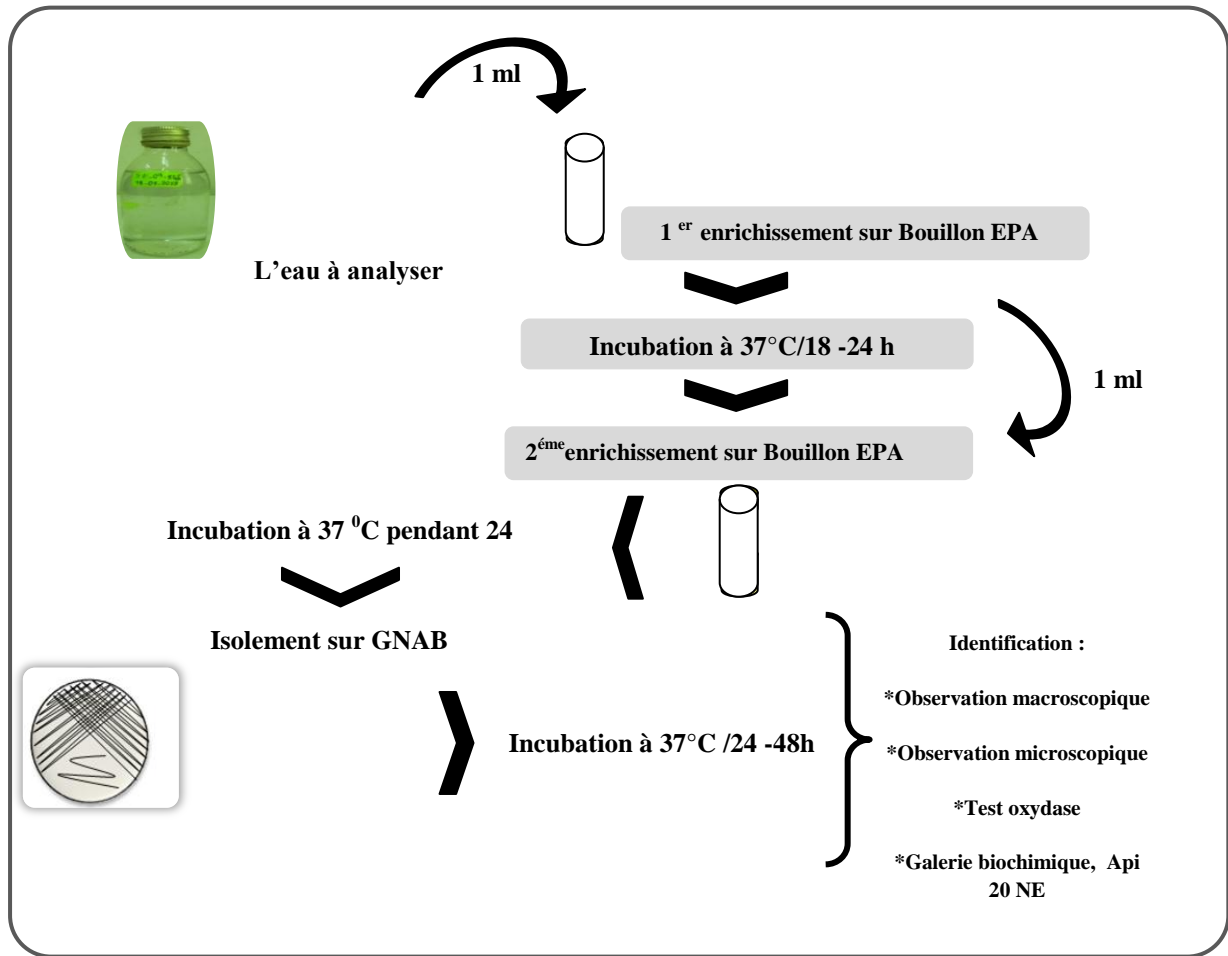 1 ml
L’eau à analyser
1 er enrichissement sur Bouillon EPA
Incubation à 37°C/18 -24 h
1 ml
2éme enrichissement sur Bouillon EPA
Incubation à 37 0C pendant 24
Isolement sur GNAB
Incubation à 37°C /24 -48h
Identification :
*Observation macroscopique
*Observation microscopique
*Test oxydase
*Galerie biochimique, Api
20 NE